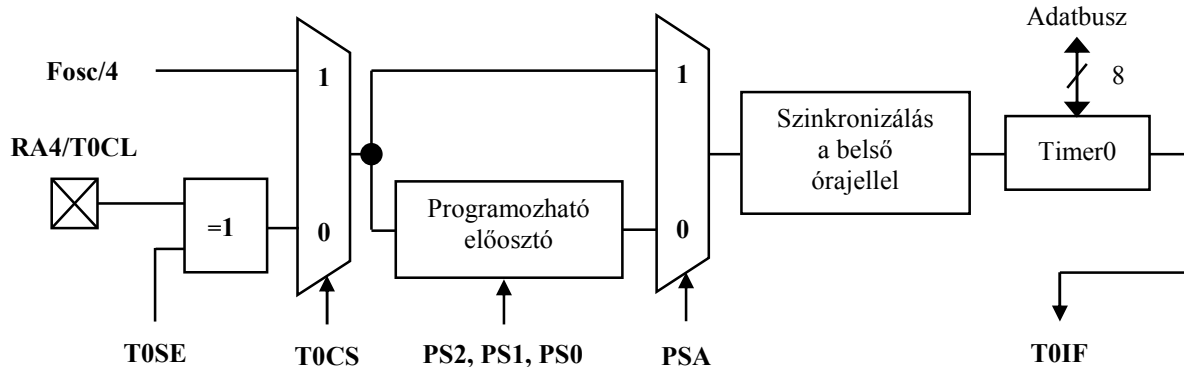 Adatbusz
Fosc/4
1
1
8
RA4/T0CL
Szinkronizálás
a belső
órajellel
Timer0
=1
0
Programozható
előosztó
0
T0SE
T0CS
PS2, PS1, PS0
PSA
T0IF